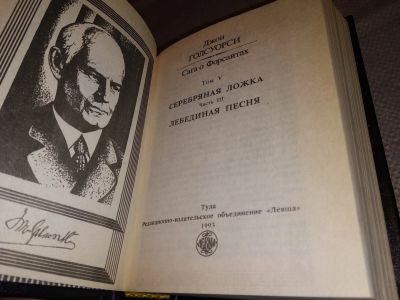 Джон
ГОЛСУОРСИ
Сага о Форсайтах
Том V
СЕРЕБРЯНАЯ ЛОЖКА
Часть III
ЛЕБЕДИНАЯ ПЕСНЯ
Тула
Редакционно-издательское объединение «Левша»
1993